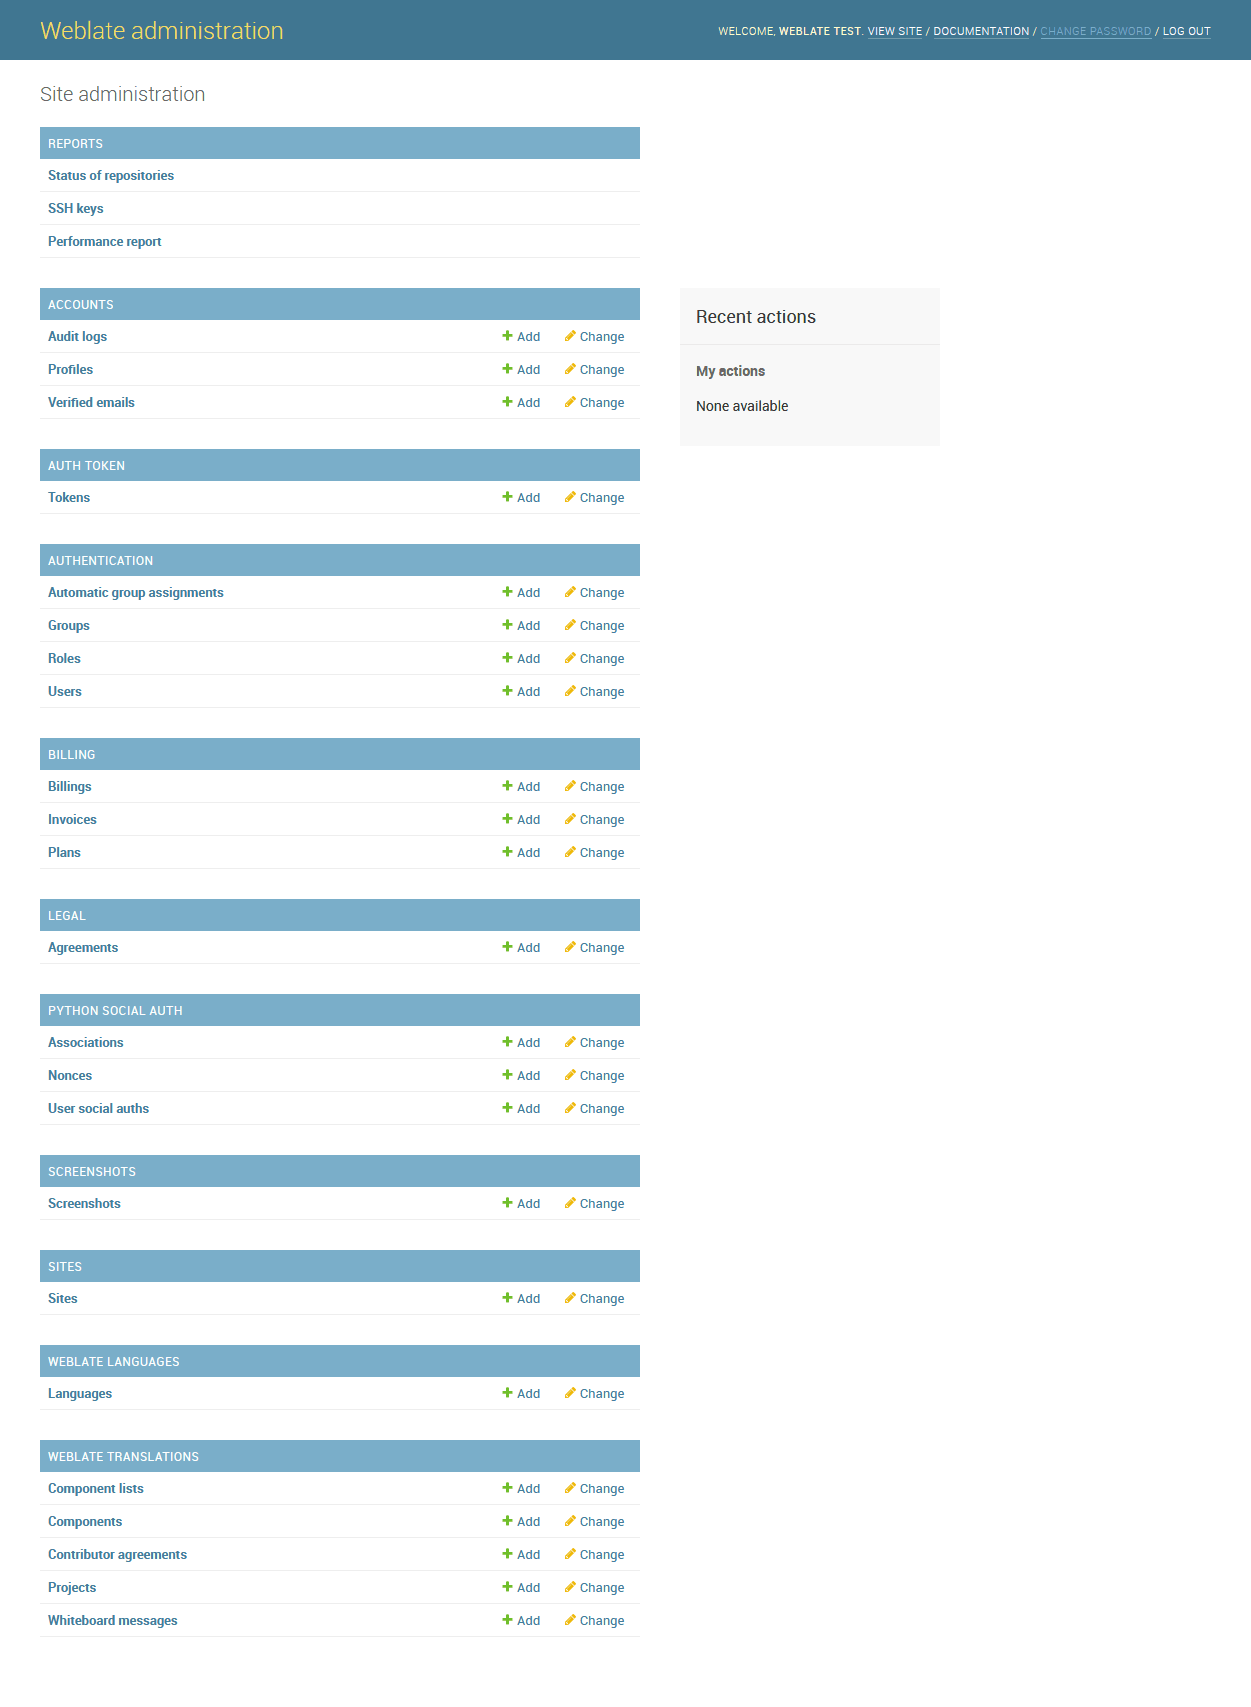 Weblate administration
WELCOME, WEBLATE TEST. VIEW SITE / DOCUMENTATION / CHANGE PASSWORD / LOG OUT
Site administration
REPORTS
Status of repositories
SSH keys
Performance report
ACCOUNTS
Audit logs Add Change
Profiles Add Change
Verified emails Add Change
Recent actions
My actions
None available
AUTH TOKEN
Tokens Add Change
AUTHENTICATION
Automatic group assignments Add Change
Groups Add Change
Roles Add Change
Users Add Change
BILLING
Billings Add Change
Invoices Add Change
Plans Add Change
LEGAL
Agreements Add Change
PYTHON SOCIAL AUTH
Associations Add Change
Nonces Add Change
User social auths Add Change
SCREENSHOTS
Screenshots Add Change
SITES
Sites Add Change
WEBLATE LANGUAGES
Languages Add Change
WEBLATE TRANSLATIONS
Component lists Add Change
Components Add Change
Contributor agreements Add Change
Projects Add Change
Whiteboard messages Add Change